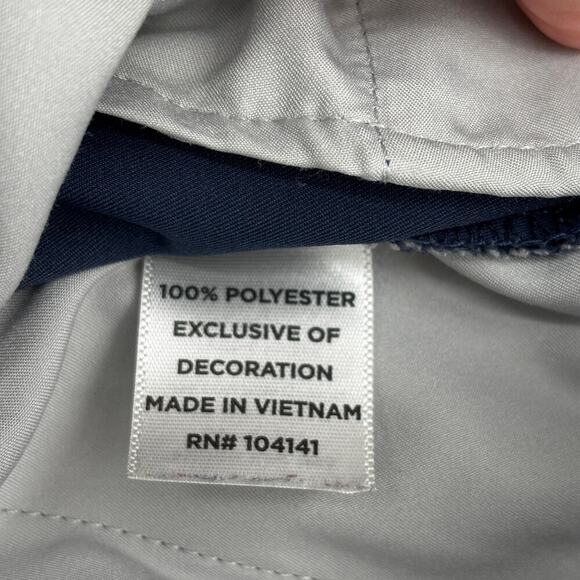 100% POLYESTER
EXCLUSIVE OF
DECORATION
MADE IN VIETNAM
RN# 104141